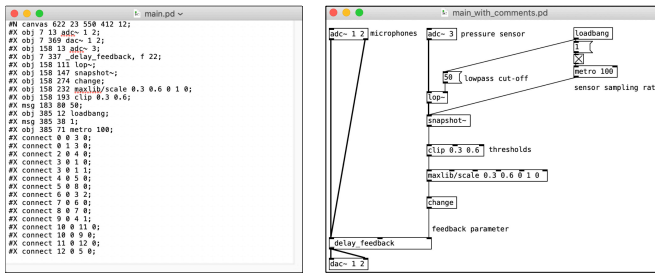 main.pd
#N canvas 622 23 550 412 12;
#X obj 7 13 adc~ 1 2;
#X obj 7 369 dac~ 1 2;
#X obj 158 13 adc~ 3;
#X obj 7 337 _delay_feedback, f 22;
#X obj 158 111 lop~;
#X obj 158 147 snapshot~;
#X obj 158 274 change;
#X obj 158 232 maxlib/scale 0.3 0.6 0 1 0;
#X obj 158 193 clip 0.3 0.6;
#X msg 183 80 50;
#X obj 385 12 loadbang;
#X msg 385 38 1;
#X obj 385 71 metro 100;
#X connect 0 0 3 0;
#X connect 0 1 3 0;
#X connect 2 0 4 0;
#X connect 3 0 1 0;
#X connect 3 0 1 1;
#X connect 4 0 5 0;
#X connect 5 0 8 0;
#X connect 6 0 3 2;
#X connect 7 0 6 0;
#X connect 8 0 7 0;
#X connect 9 0 4 1;
#X connect 10 0 11 0;
#X connect 10 0 9 0;
#X connect 11 0 12 0;
#X connect 12 0 5 0;
main_with_comments.pd
adc~ 1 2 microphones adc~ 3 pressure sensor loadbang
1
50 lowpass cut-off metro 100
sensor sampling rat
lop~
snapshot~
clip 0.3 0.6 thresholds
maxlib/scale 0.3 0.6 0 1 0
change
feedback parameter
_delay_feedback
dac~ 1 2